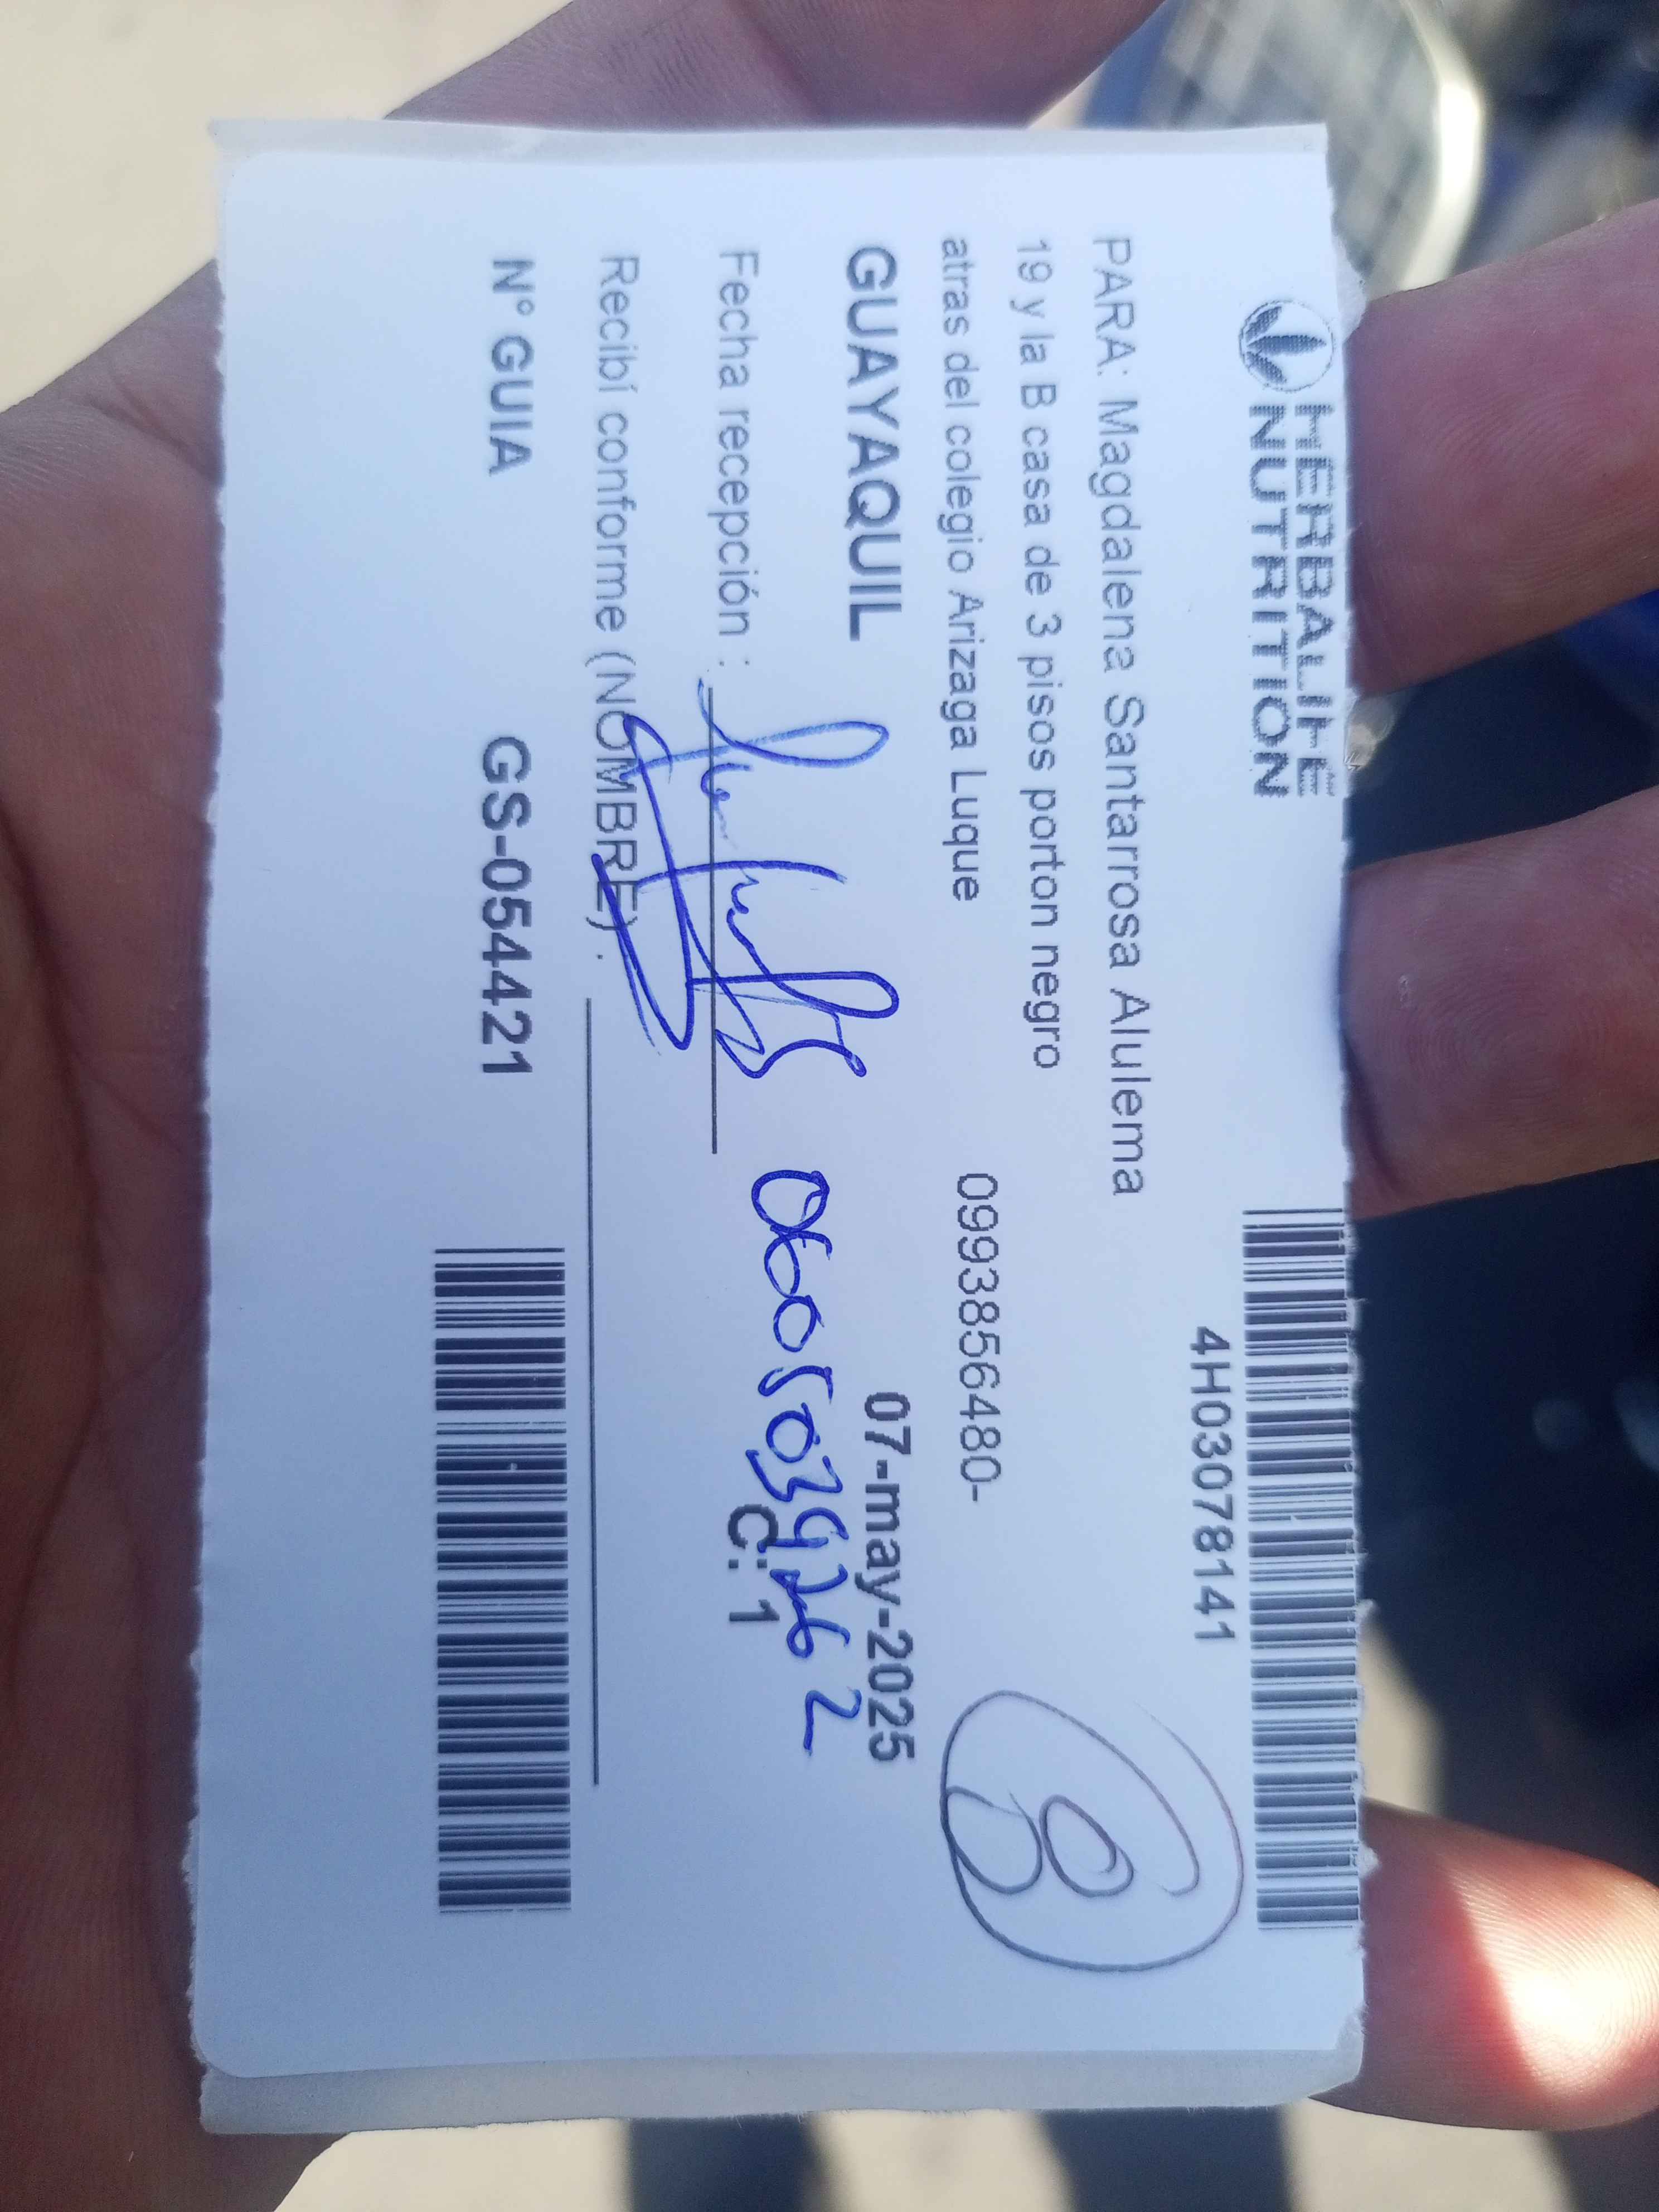 HERBALIFE
NUTRITION
4H03078141
PARA: Magdalena Santarrosa Alulema
19 y la B casa de 3 pisos porton negro
atras del colegio Arizaga Luque 0993856480-
8
GUAYAQUIL 07-may-2025
Fecha recepción : C. 1
Recibí conforme (NOMBRE) .
N° GUIA GS-054421